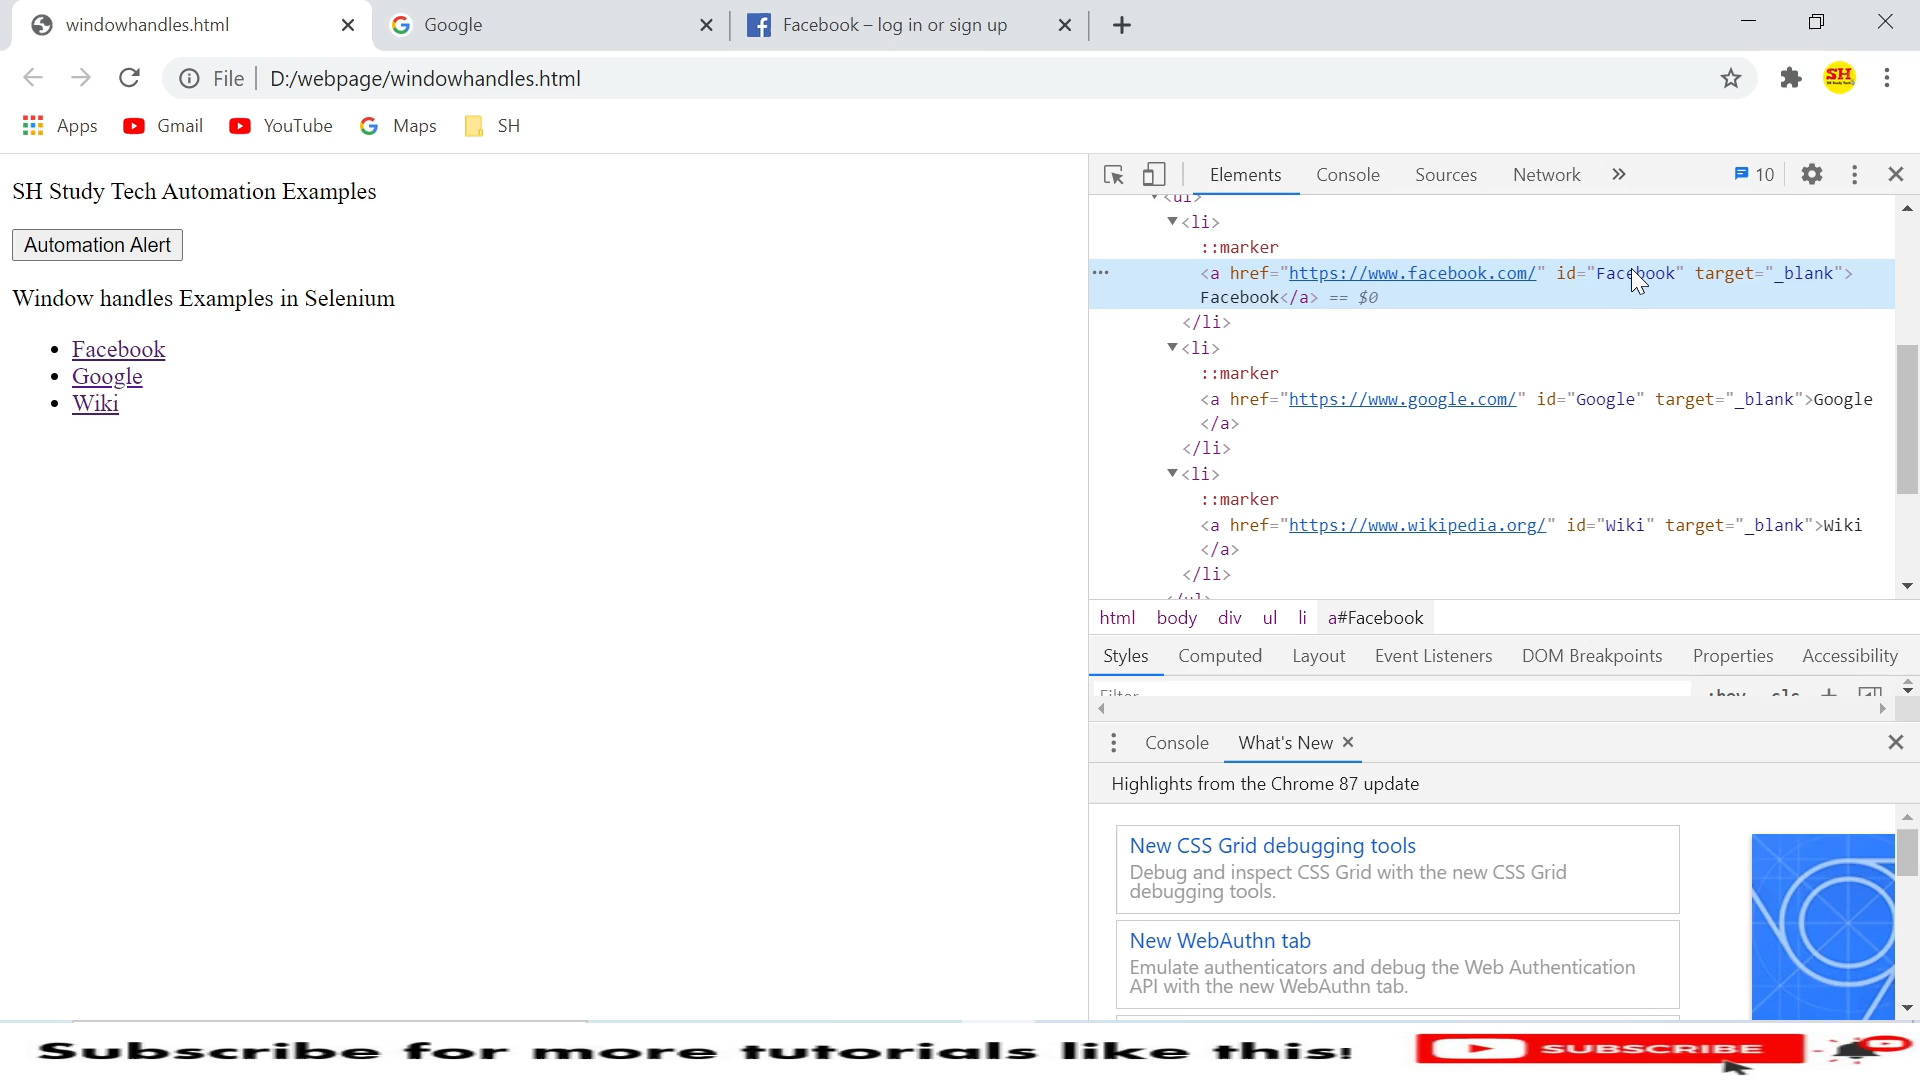 windowhandles.html
Google
Facebook – log in or sign up
File
D:/webpage/windowhandles.html
SH
Apps
Gmail
YouTube
Maps
SH
SH Study Tech Automation Examples
Automation Alert
Window handles Examples in Selenium
Facebook
Google
Wiki
Elements
Console
Sources
Network
10
<ul>
<li>
::marker
<a href="https://www.facebook.com/" id="Facebook" target="_blank">
Facebook</a> == $0
</li>
<li>
::marker
<a href="https://www.google.com/" id="Google" target="_blank">Google
</a>
</li>
<li>
::marker
<a href="https://www.wikipedia.org/" id="Wiki" target="_blank">Wiki
</a>
</li>
</ul>
html body div ul li a#Facebook
Styles Computed Layout Event Listeners DOM Breakpoints Properties Accessibility
Filter :hov .cls +
Console What's New
Highlights from the Chrome 87 update
New CSS Grid debugging tools
Debug and inspect CSS Grid with the new CSS Grid
debugging tools.
New WebAuthn tab
Emulate authenticators and debug the Web Authentication
API with the new WebAuthn tab.
Subscribe for more tutorials like this!
SUBSCRIBE